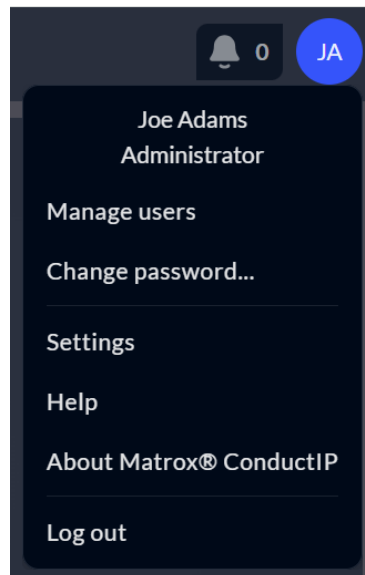 0
JA
Joe Adams
Administrator
Manage users
Change password...
Settings
Help
About Matrox® ConductIP
Log out